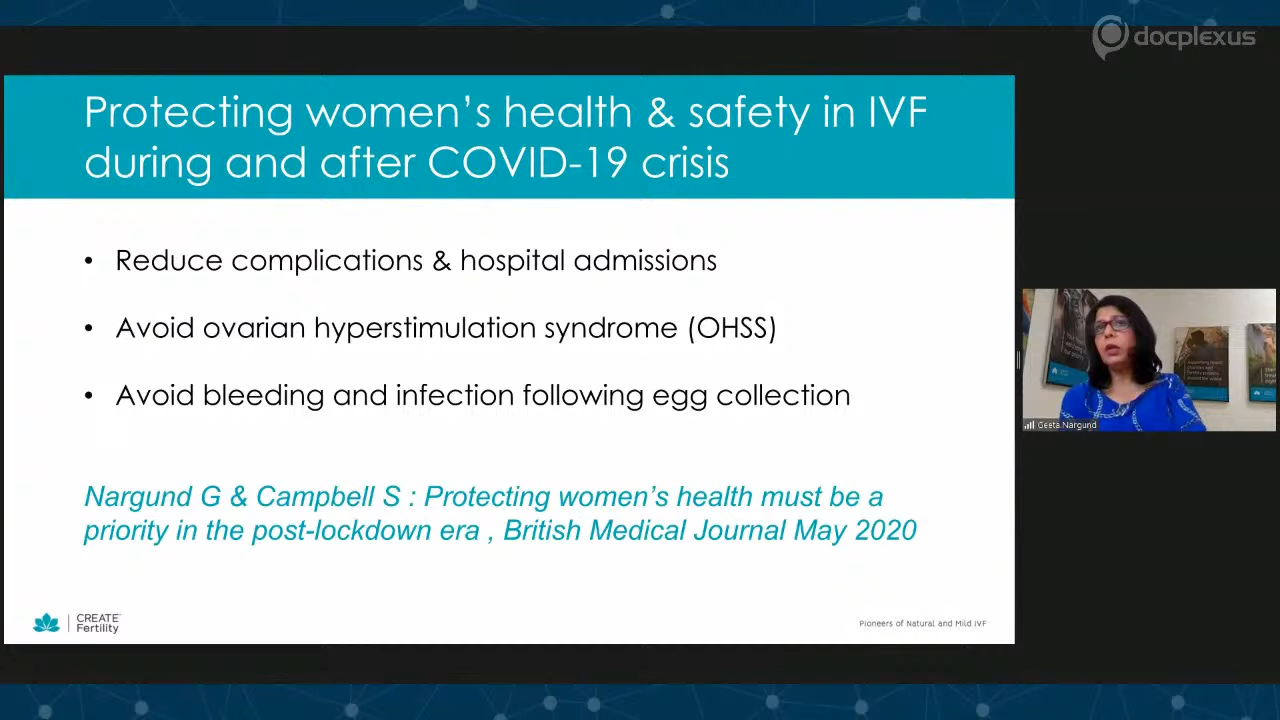 docplexus
Protecting women's health & safety in IVF
during and after COVID-19 crisis
• Reduce complications & hospital admissions
• Avoid ovarian hyperstimulation syndrome (OHSS)
• Avoid bleeding and infection following egg collection
Nargund G & Campbell S : Protecting women's health must be a
priority in the post-lockdown era , British Medical Journal May 2020
CREATE
Fertility
Pioneers of Natural and Mild IVF
Geeta Nargund